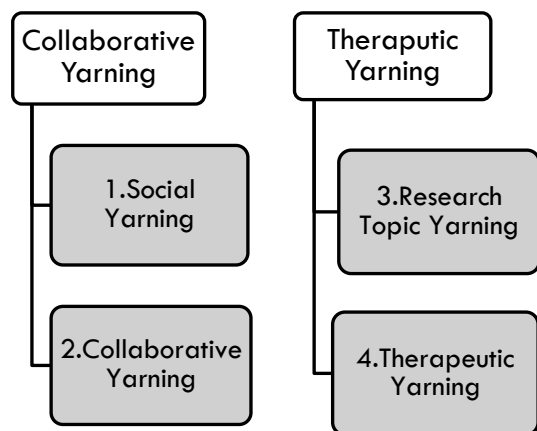 Collaborative
Yarning
1.Social
Yarning
2.Collaborative
Yarning
Theraputic
Yarning
3.Research
Topic Yarning
4.Therapeutic
Yarning